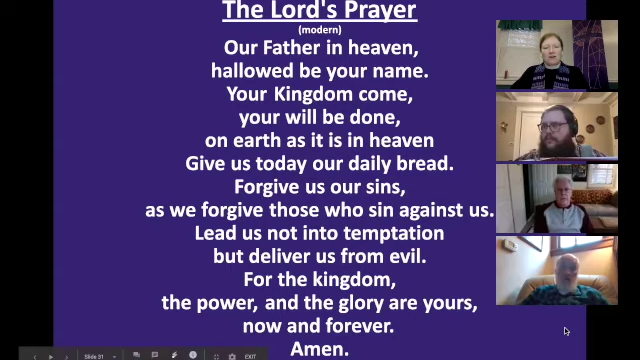 The Lord's Prayer
(modern)
Our Father in heaven,
hallowed be your name.
Your Kingdom come,
your will be done,
on earth as it is in heaven
Give us today our daily bread.
Forgive us our sins,
as we forgive those who sin against us.
Lead us not into temptation
but deliver us from evil.
For the kingdom,
the power, and the glory are yours,
now and forever.
Amen.
Slide 31
EXIT